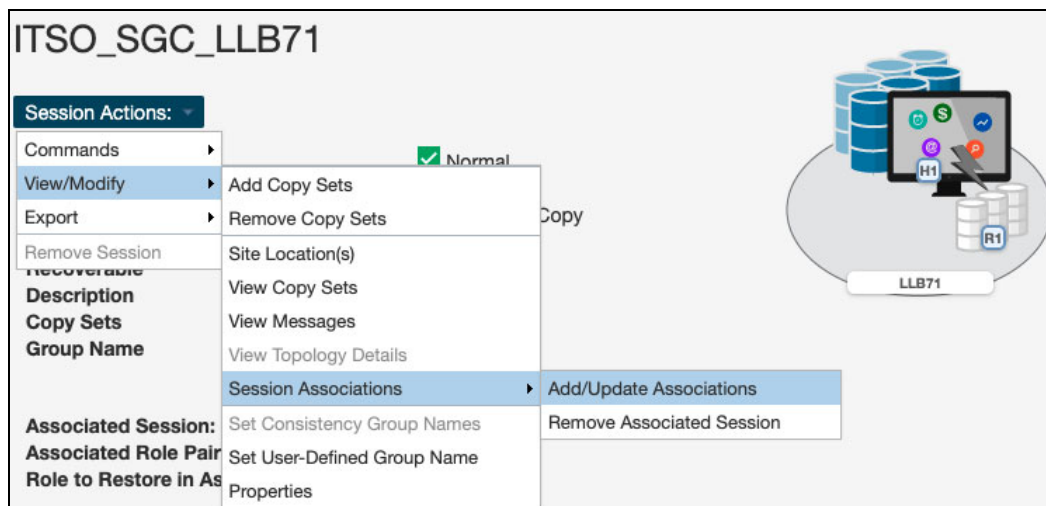 ITSO_SGC_LLB71
Session Actions:
Commands
Normal
View/Modify
Add Copy Sets
Export
Remove Copy Sets
Copy
Remove Session
Site Location(s)
Recoverable
Description
View Copy Sets
Copy Sets
View Messages
Group Name
View Topology Details
Session Associations
Add/Update Associations
Associated Session:
Set Consistency Group Names
Remove Associated Session
Associated Role Pair
Set User-Defined Group Name
Role to Restore in As
Properties
$
@
H1
R1
LLB71